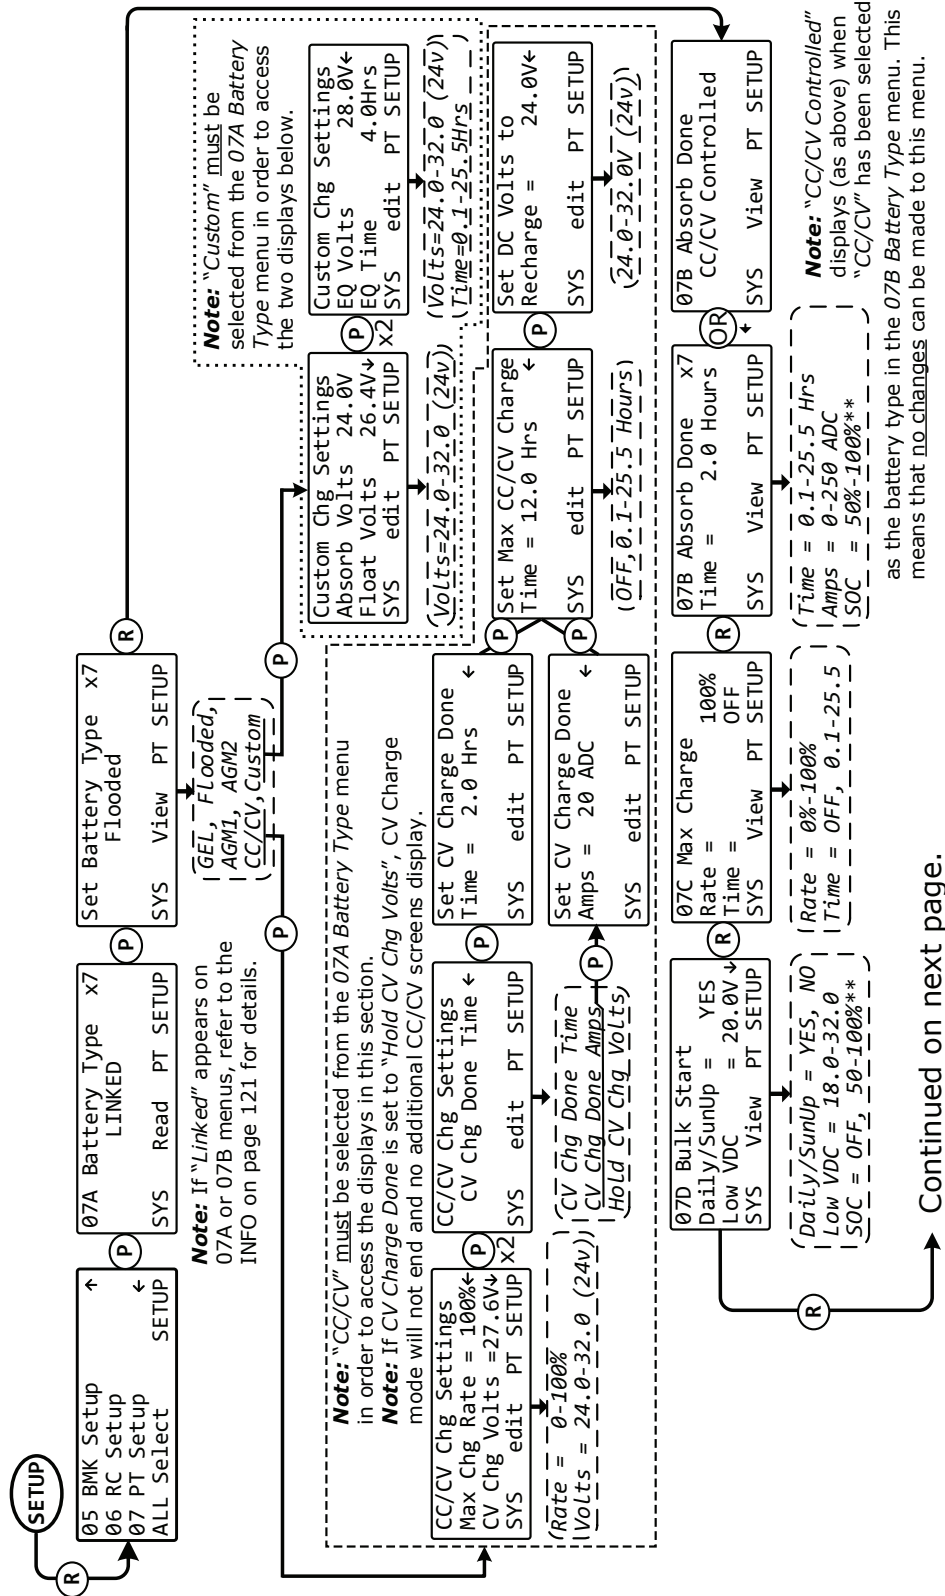 SETUP
R
05 BMK Setup ↑
06 RC Setup
07 PT Setup ←
ALL Select SETUP
P
07A Battery Type x7
LINKED
SYS Read PT SETUP
P
Set Battery Type x7
Flooded
SYS View PT SETUP
R
Note: If "Linked" appears on
07A or 07B menus, refer to the
INFO on page 121 for details.
GEL, Flooded,
AGM1, AGM2
CC/CV, Custom
P
P
Note: "Custom" must be
selected from the 07A Battery
Type menu in order to access
the two displays below.
Custom Chg Settings
Absorb Volts 24.0V
Float Volts 26.4V↓
SYS edit PT SETUP
Volts=24.0-32.0 (24v)
P
x2
Custom Chg Settings
EQ Volts 28.0V←
EQ Time 4.0Hrs
SYS edit PT SETUP
Volts=24.0-32.0 (24v)
Time=0.1-25.5Hrs
Note: "CC/CV" must be selected from the 07A Battery Type menu
in order to access the displays in this section.
Note: If CV Charge Done is set to "Hold CV Chg Volts", CV Charge
mode will not end and no additional CC/CV screens display.
CC/CV Chg Settings
Max Chg Rate = 100%←
CV Chg Volts =27.6V↓
SYS edit PT SETUP
Rate = 0-100%
Volts = 24.0-32.0 (24v)
P
x2
CC/CV Chg Settings
CV Chg Done Time ←
SYS edit PT SETUP
CV Chg Done Time
CV Chg Done Amps
Hold CV Chg Volts
P
Set CV Charge Done
Time = 2.0 Hrs ←
SYS edit PT SETUP
P
P
Set CV Charge Done
Amps = 20 ADC ←
SYS edit PT SETUP
P
Set Max CC/CV Charge
Time = 12.0 Hrs ←
SYS edit PT SETUP
(OFF,0.1-25.5 Hours)
P
Set DC Volts to
Recharge = 24.0V←
SYS edit PT SETUP
(24.0-32.0V (24v))
07D Bulk Start
Daily/SunUp = YES
Low VDC = 20.0V↓
SYS View PT SETUP
Daily/SunUp = YES, NO
Low VDC = 18.0-32.0
SOC = OFF, 50-100%**
R
07C Max Charge
Rate = 100%
Time = OFF
SYS View PT SETUP
Rate = 0%-100%
Time = OFF, 0.1-25.5
R
07B Absorb Done x7
Time = 2.0 Hours
SYS View PT SETUP
Time = 0.1-25.5 Hrs
Amps = 0-250 ADC
SOC = 50%-100%**
OR
←
07B Absorb Done
CC/CV Controlled
SYS View PT SETUP
Note: "CC/CV Controlled"
displays (as above) when
"CC/CV" has been selected
as the battery type in the 07B Battery Type menu. This
means that no changes can be made to this menu.
R
Continued on next page.